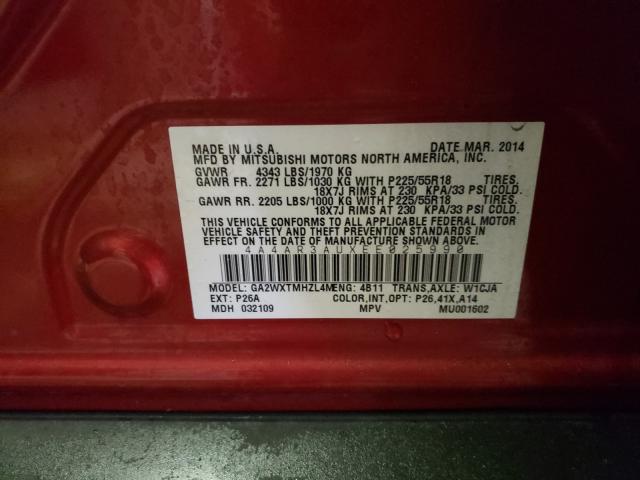 MADE IN U.S.A. DATE MAR. 2014
MFD BY MITSUBISHI MOTORS NORTH AMERICA, INC.
GVWR 4343 LBS/1970 KG
GAWR FR. 2271 LBS/1030 KG WITH P225/55R18 TIRES,
18X7J RIMS AT 230 KPA/33 PSI COLD.
GAWR RR. 2205 LBS/1000 KG WITH P225/55R18 TIRES,
18X7J RIMS AT 230 KPA/33 PSI COLD.
THIS VEHICLE CONFORMS TO ALL APPLICABLE FEDERAL MOTOR
VEHICLE SAFETY AND THEFT PREVENTION STANDARDS IN
EFFECT ON THE DATE OF MANUFACTURE SHOWN ABOVE.
4A4AR3AUXEE025990
MODEL: GA2WXTMHZL4MENG: 4B11 TRANS,AXLE: W1CJA
EXT: P26A COLOR,INT,OPT: P26,41X,A14
MDH 032109 MPV MU001602